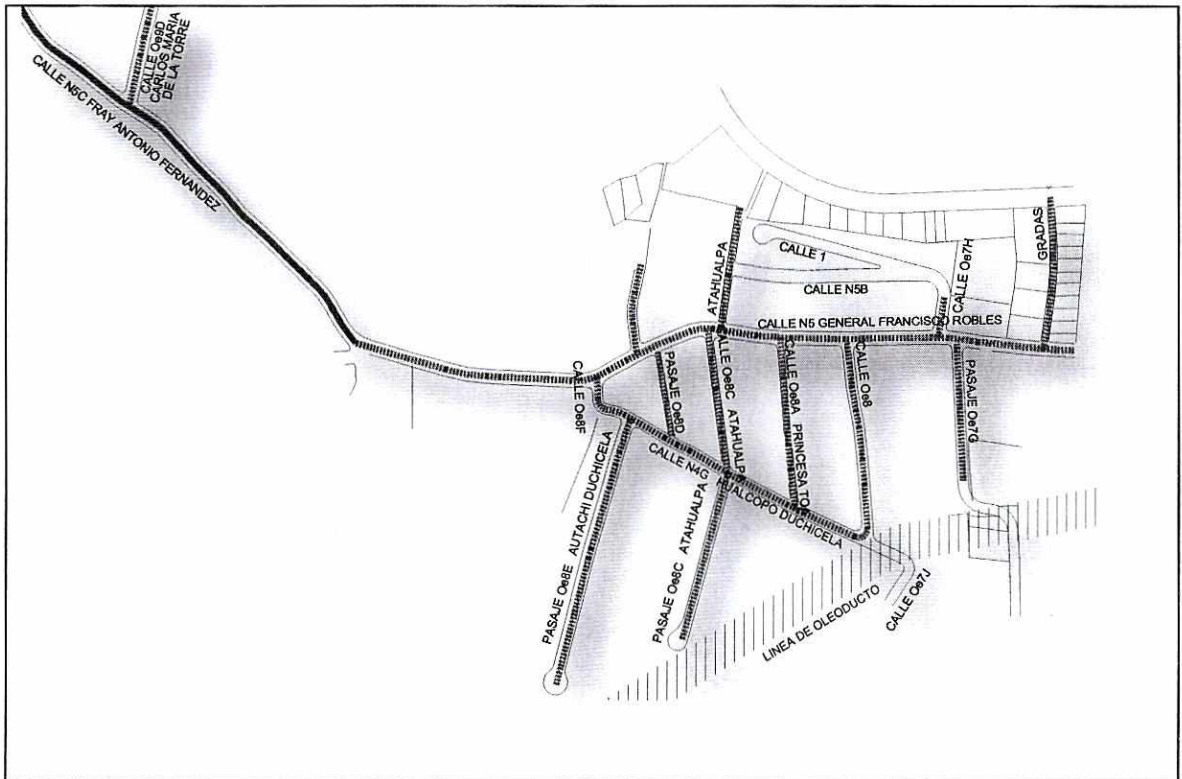 CALLE Oe9D
CARLOS MARIA
DE LA TORRE
CALLE N5C FRAY ANTONIO FERNANDEZ
ATAHUALPA
CALLE 1
CALLE N5B
CALLE Oe7H
GRADAS
CALLE N5 GENERAL FRANCISCO ROBLES
CALLE Oe8F
PASAJE Oe8D
CALLE Oe8C ATAHUALP
CALLE Oe8A PRINCESA TO
CALLE Oe8
PASAJE Oe7G
CALLE N4G HUALCOPO DUCHICELA
PASAJE Oe8E AUTACHI DUCHICELA
PASAJE Oe8C ATAHUALPA
LINEA DE OLEODUCTO
CALLE Oe7J